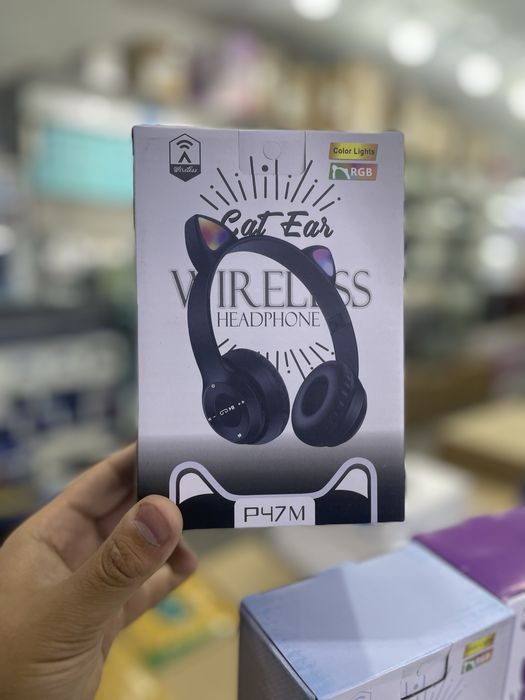 Wireless
Color Lights
RGB
Cat Ear
WIRELESS
HEADPHONE
P47M